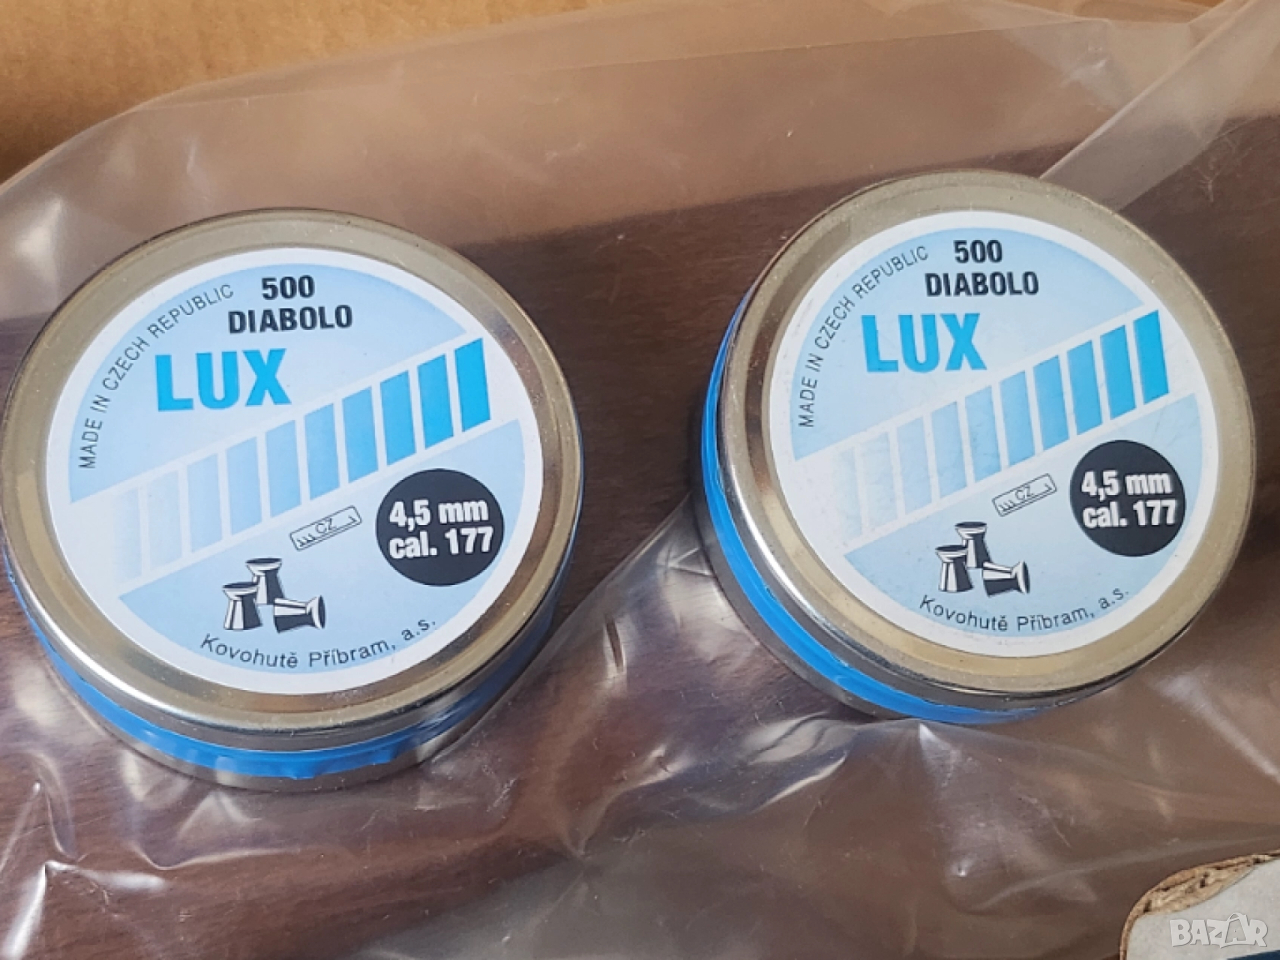 500
DIABOLO
LUX
MADE IN CZECH REPUBLIC
CZ
4,5 mm
cal. 177
Kovohutě Příbram, a.s.
500
DIABOLO
LUX
MADE IN CZECH REPUBLIC
CZ
4,5 mm
cal. 177
Kovohutě Příbram, a.s.
BAZAR